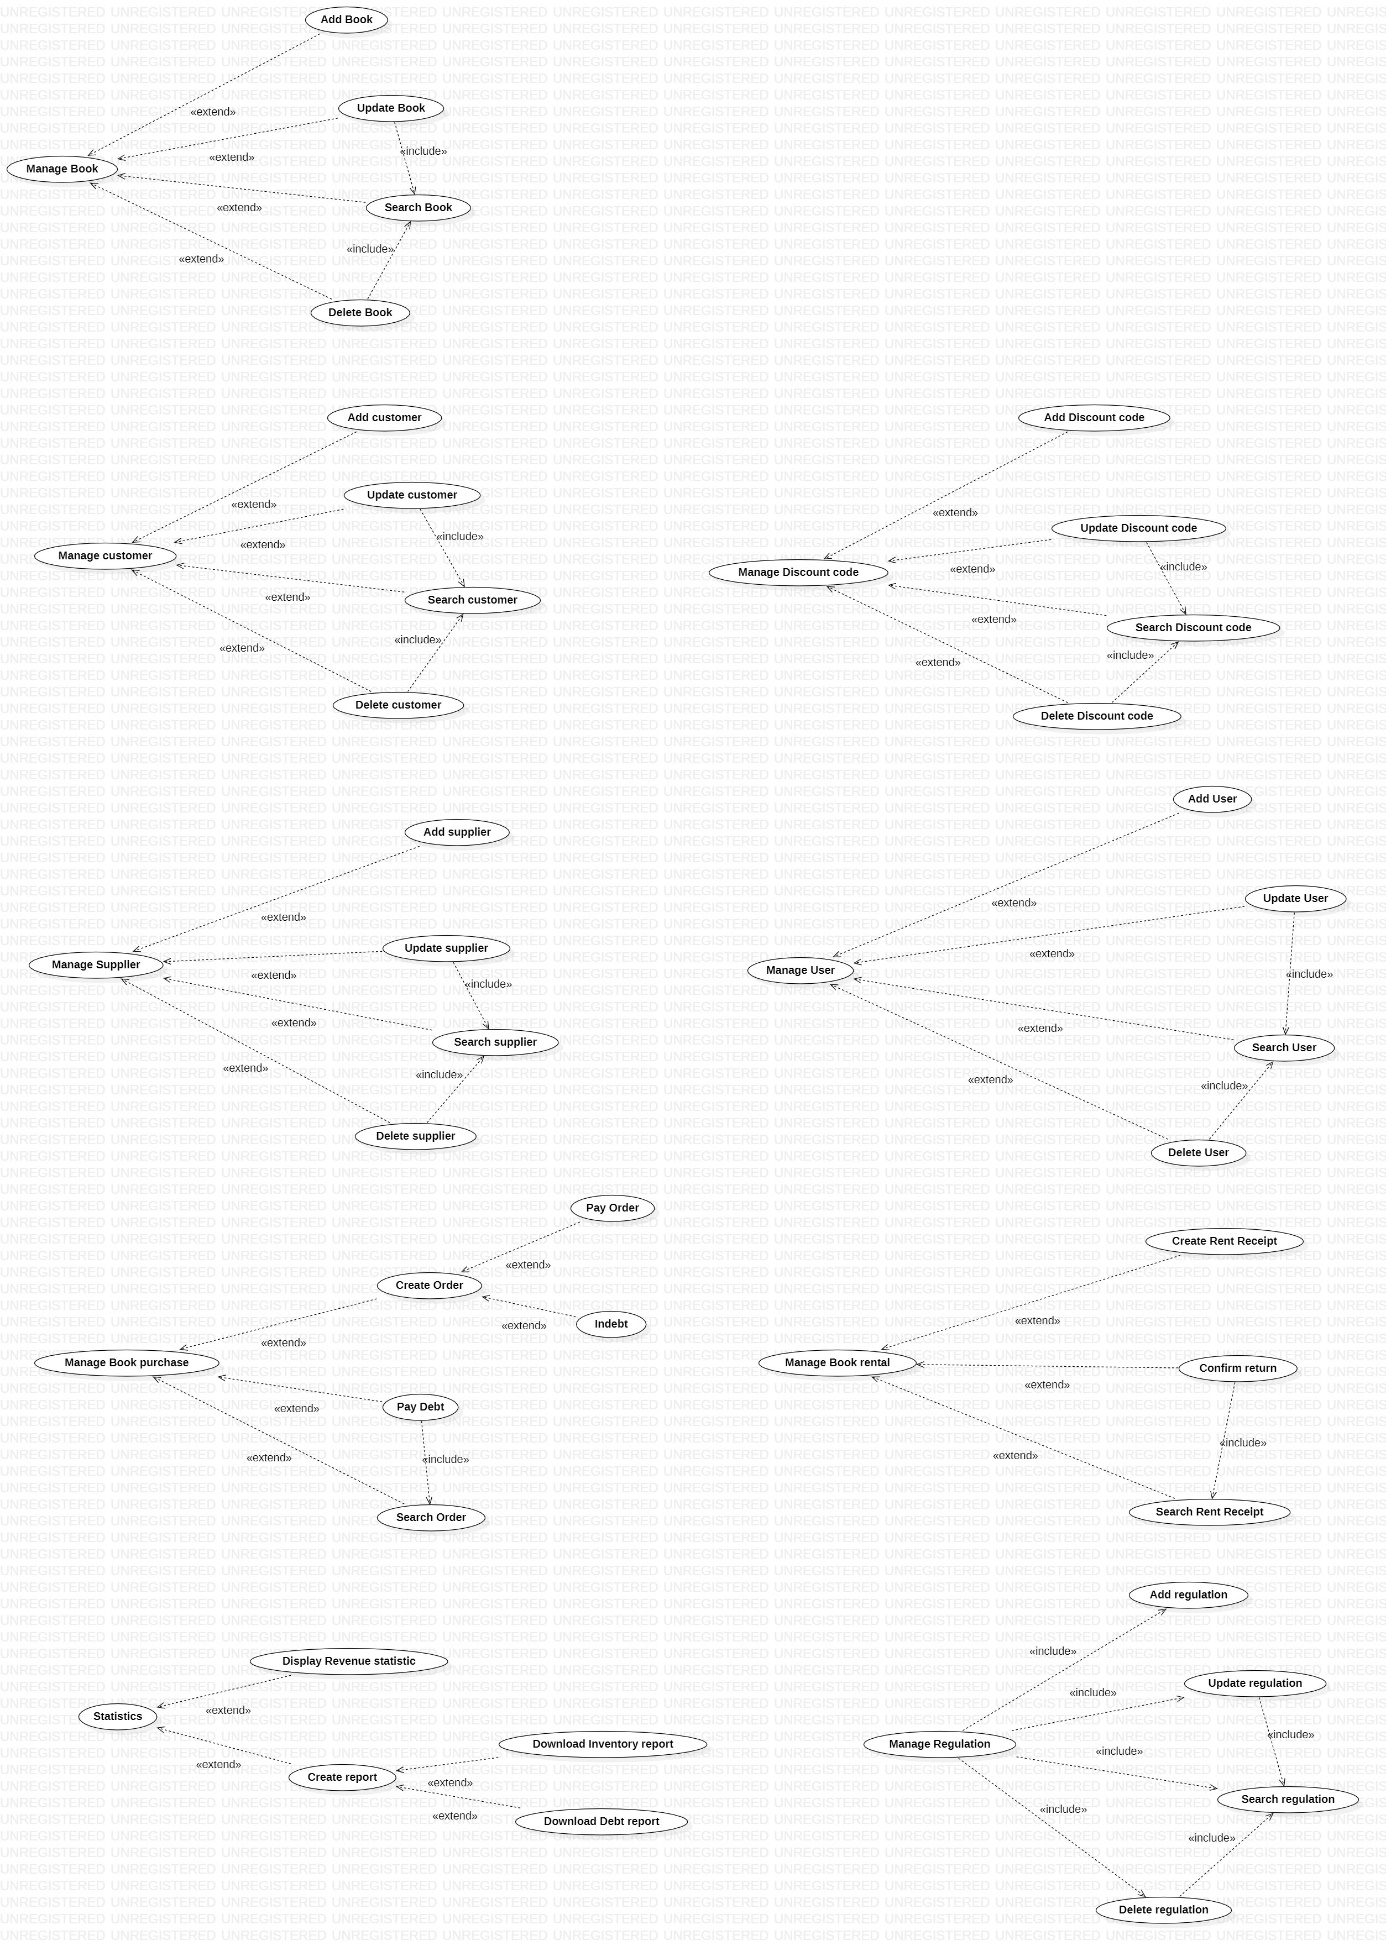 Add Book
«extend»
Update Book
«extend»
«include»
Manage Book
Search Book
«extend»
«include»
«extend»
Delete Book
Add customer
«extend»
Update customer
«extend»
«include»
Manage customer
Search customer
«extend»
«include»
«extend»
Delete customer
Add Discount code
«extend»
Update Discount code
«extend»
«include»
Manage Discount code
Search Discount code
«extend»
«include»
«extend»
Delete Discount code
Add supplier
«extend»
Update supplier
«extend»
«include»
Manage Supplier
Search supplier
«extend»
«include»
«extend»
Delete supplier
Add User
«extend»
Update User
«extend»
«include»
Manage User
Search User
«extend»
«include»
«extend»
Delete User
Pay Order
«extend»
Create Order
«extend»
Indebt
«extend»
Manage Book purchase
Pay Debt
«extend»
«extend»
«include»
Search Order
Create Rent Receipt
«extend»
Manage Book rental
Confirm return
«extend»
«include»
«extend»
Search Rent Receipt
Display Revenue statistic
«extend»
Statistics
«extend»
Create report
Download Inventory report
«extend»
«extend»
Download Debt report
Add regulation
«include»
Update regulation
«include»
«include»
Manage Regulation
«include»
Search regulation
«include»
«include»
Delete regulation
UNREGISTERED